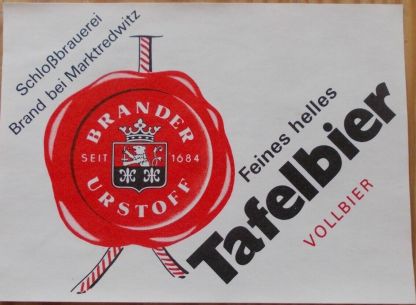 Schloßbrauerei
Brand bei Marktredwitz
BRANDER
SEIT 1684
URSTOFF
Feines helles
Tafelbier
VOLLBIER